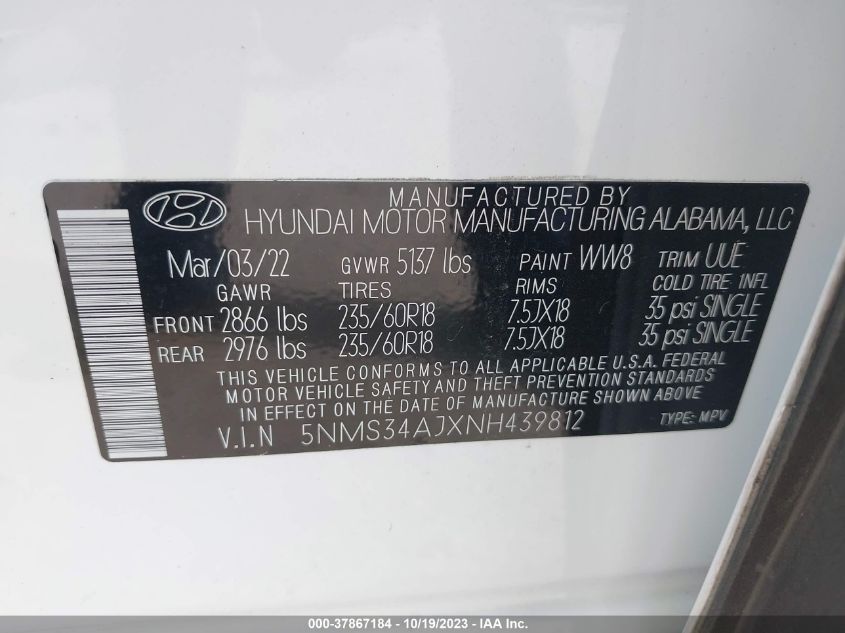 MANUFACTURED BY
HYUNDAI MOTOR MANUFACTURING ALABAMA, LLC
Mar/03/22 GVWR 5137 lbs PAINT WW8 TRIM UUE
GAWR TIRES RIMS COLD TIRE INFL
FRONT 2866 lbs 235/60R18 7.5JX18 35 psi SINGLE
REAR 2976 lbs 235/60R18 7.5JX18 35 psi SINGLE
THIS VEHICLE CONFORMS TO ALL APPLICABLE U.S.A. FEDERAL
MOTOR VEHICLE SAFETY AND THEFT PREVENTION STANDARDS
IN EFFECT ON THE DATE OF MANUFACTURE SHOWN ABOVE
V.I.N 5NMS34AJXNH439812 TYPE: MPV
000-37867184 - 10/19/2023 - IAA Inc.